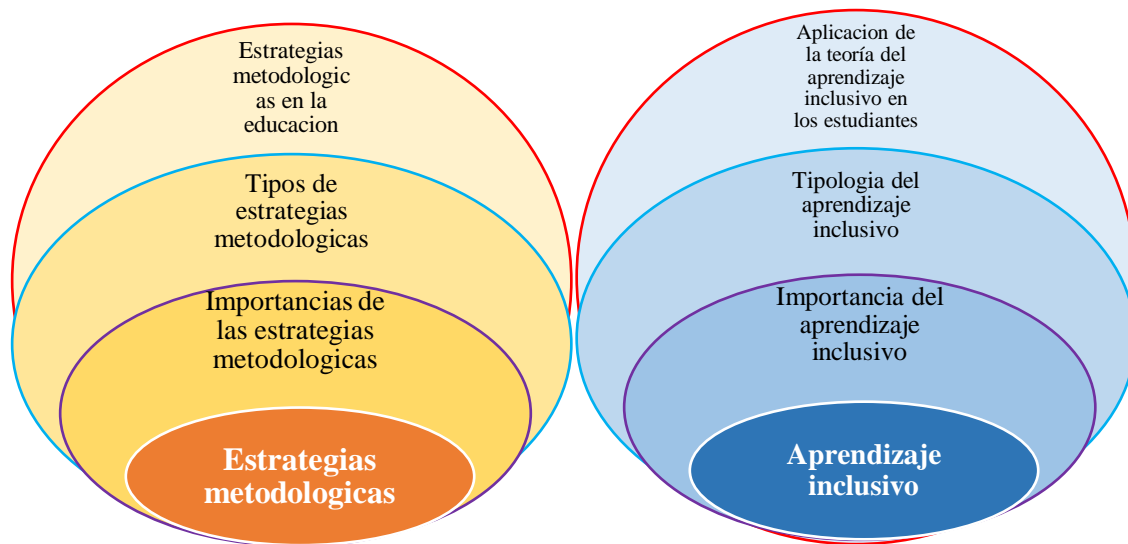 Estrategias
metodologic
as en la
educacion
Tipos de
estrategias
metodologicas
Importancias de
las estrategias
metodologicas
Estrategias
metodologicas
Aplicacion de
la teoría del
aprendizaje
inclusivo en
los estudiantes
Tipologia del
aprendizaje
inclusivo
Importancia del
aprendizaje
inclusivo
Aprendizaje
inclusivo